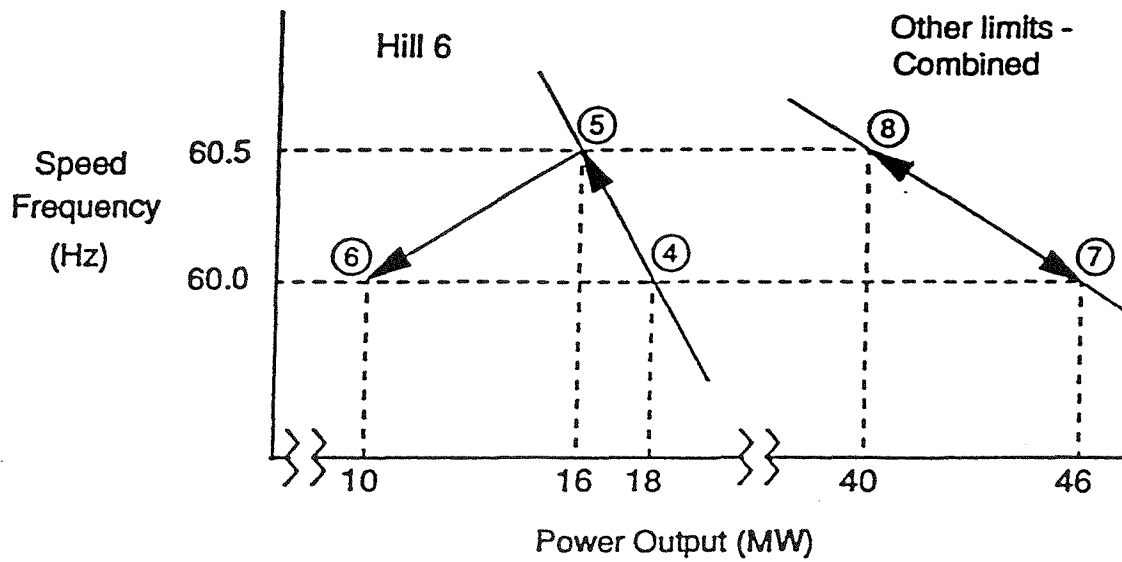 Hill 6
Other limits -
Combined
Speed
Frequency
(Hz)
60.5
60.0
5
8
6
4
7
10
16
18
40
46
Power Output (MW)